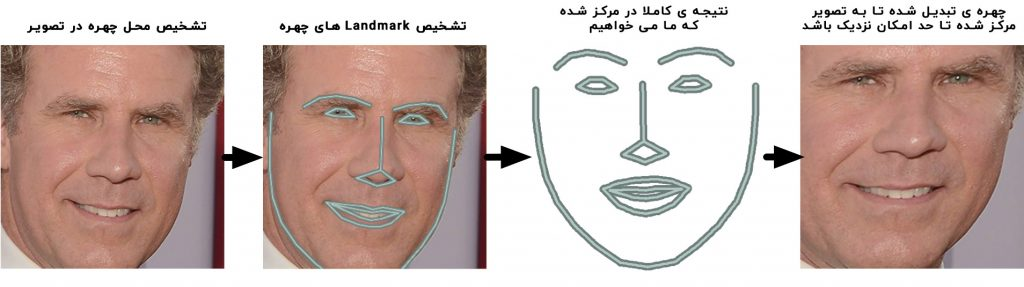 تشخیص محل چهره در تصویر
تشخیص Landmark های چهره
نتیجه ی کاملا در مرکز شده
که ما می خواهیم
چهره ی تبدیل شده تا به تصویر
مرکز شده تا حد امکان نزدیک باشد